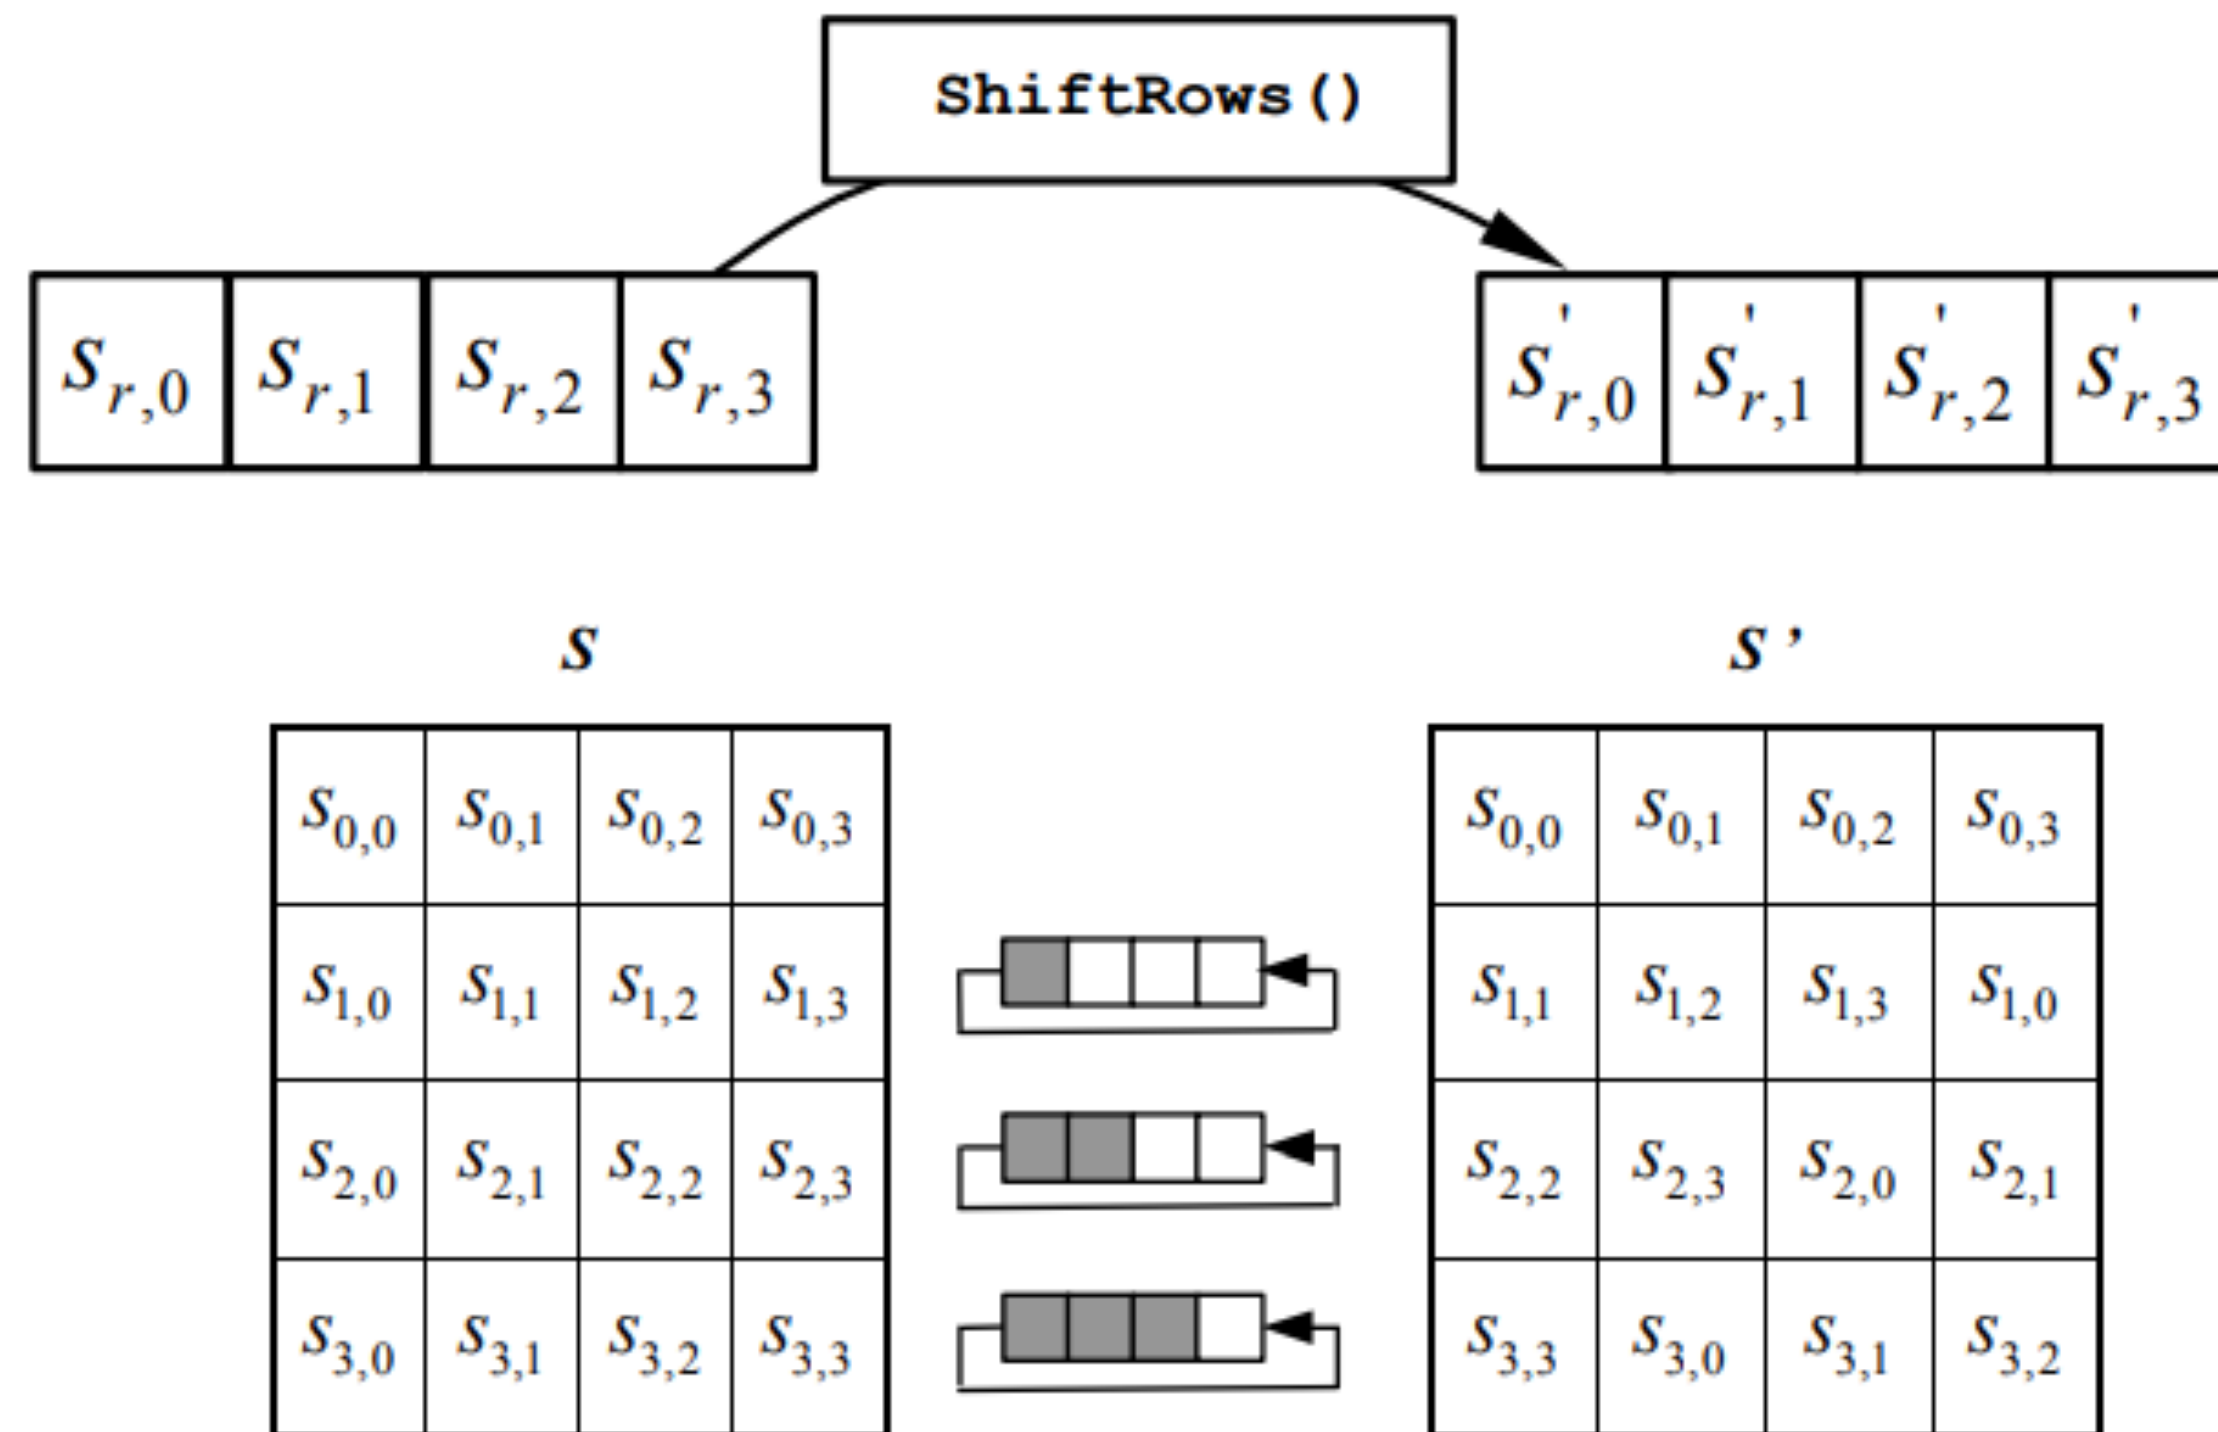 ShiftRows()
S r,0 S r,1 S r,2 S r,3 S' r,0 S' r,1 S' r,2 S' r,3
S S'
S0,0 S0,1 S0,2 S0,3 S0,0 S0,1 S0,2 S0,3
S1,0 S1,1 S1,2 S1,3 S1,1 S1,2 S1,3 S1,0
S2,0 S2,1 S2,2 S2,3 S2,2 S2,3 S2,0 S2,1
S3,0 S3,1 S3,2 S3,3 S3,3 S3,0 S3,1 S3,2